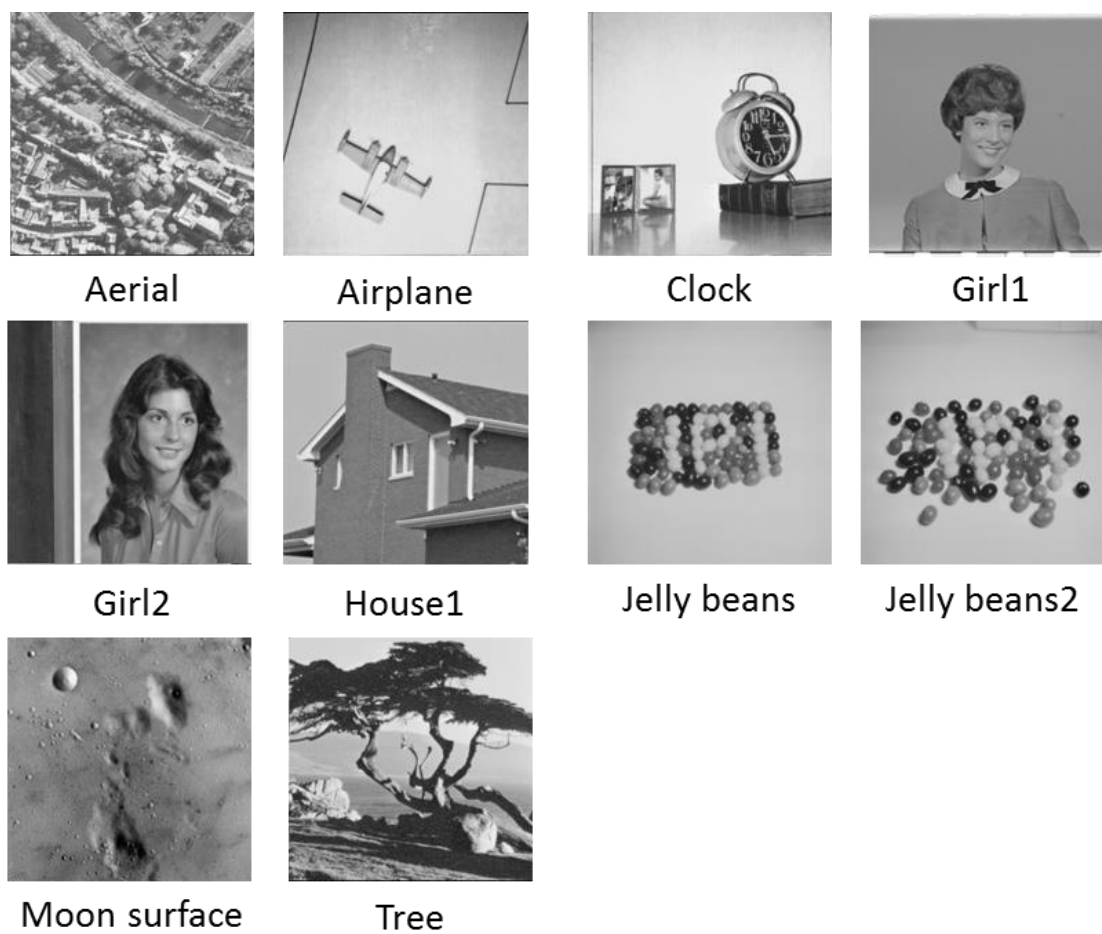 Aerial
Airplane
Clock
Girl1
Girl2
House1
Jelly beans
Jelly beans2
Moon surface
Tree